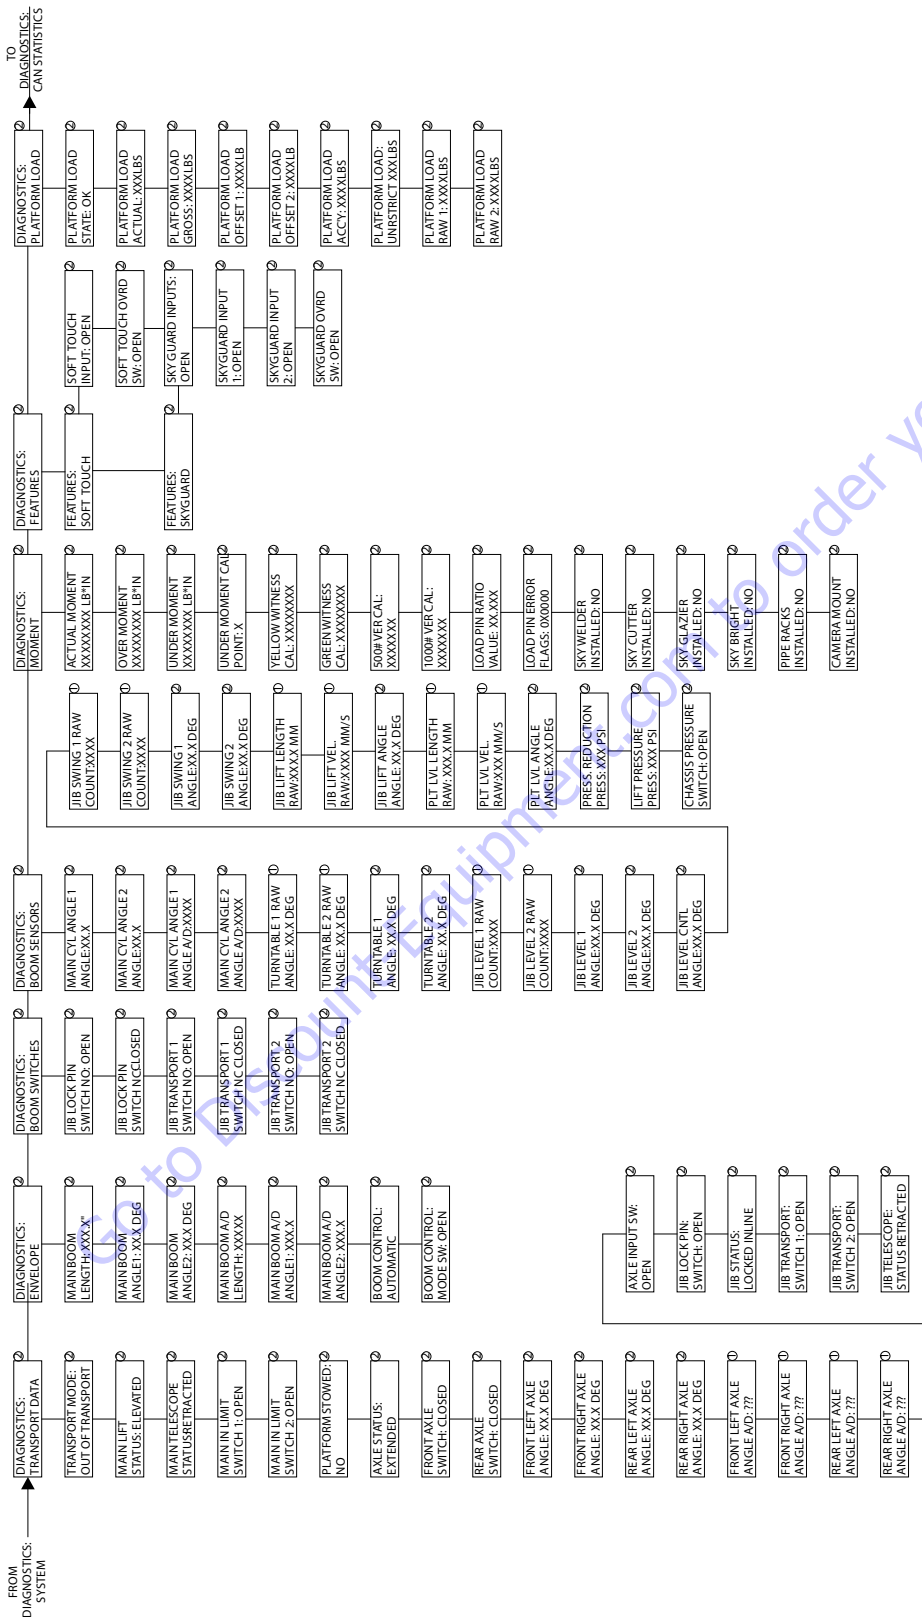 FROM
DIAGNOSTICS:
SYSTEM
DIAGNOSTICS:
TRANSPORT DATA
TRANSPORT MODE:
OUT OF TRANSPORT
MAIN LIFT
STATUS: ELEVATED
MAIN TELESCOPE
STATUS:RETRACTED
MAIN IN LIMIT
SWITCH 1: OPEN
MAIN IN LIMIT
SWITCH 2: OPEN
PLATFORM STOWED:
NO
AXLE STATUS:
EXTENDED
FRONT AXLE
SWITCH: CLOSED
REAR AXLE
SWITCH: CLOSED
FRONT LEFT AXLE
ANGLE: XX.X DEG
FRONT RIGHT AXLE
ANGLE: XX.X DEG
REAR LEFT AXLE
ANGLE: XX.X DEG
REAR RIGHT AXLE
ANGLE: XX.X DEG
FRONT LEFT AXLE
ANGLE A/D: ???
FRONT RIGHT AXLE
ANGLE A/D: ???
REAR LEFT AXLE
ANGLE A/D: ???
REAR RIGHT AXLE
ANGLE A/D: ???
AXLE INPUT SW:
OPEN
JIB LOCK PIN:
SWITCH: OPEN
JIB STATUS:
LOCKED INLINE
JIB TRANSPORT:
SWITCH 1: OPEN
JIB TRANSPORT:
SWITCH 2: OPEN
JIB TELESCOPE:
STATUS RETRACTED
DIAGNOSTICS:
ENVELOPE
MAIN BOOM
LENGTH: XXX.X"
MAIN BOOM
ANGLE1: XX.X DEG
MAIN BOOM
ANGLE2: XX.X DEG
MAIN BOOM A/D
LENGTH: XXXXX
MAIN BOOM A/D
ANGLE1: XXX.X
MAIN BOOM A/D
ANGLE2: XXX.X
BOOM CONTROL:
AUTOMATIC
BOOM CONTROL:
MODE SW: OPEN
DIAGNOSTICS:
BOOM SWITCHES
JIB LOCK PIN
SWITCH NO: OPEN
JIB LOCK PIN
SWITCH NC:CLOSED
JIB TRANSPORT 1
SWITCH NO: OPEN
JIB TRANSPORT 1
SWITCH NC CLOSED
JIB TRANSPORT 2
SWITCH NO: OPEN
JIB TRANSPORT 2
SWITCH NC CLOSED
DIAGNOSTICS:
BOOM SENSORS
MAIN CYL ANGLE 1
ANGLE:XX.X
MAIN CYL ANGLE 2
ANGLE:XX.X
MAIN CYL ANGLE 1
ANGLE A/D:XXXX
MAIN CYL ANGLE 2
ANGLE A/D:XXXX
TURNTABLE 1 RAW
ANGLE: XX.X DEG
TURNTABLE 2 RAW
ANGLE: XX.X DEG
TURNTABLE 1
ANGLE: XX.X DEG
TURNTABLE 2
ANGLE: XX.X DEG
JIB LEVEL 1 RAW
COUNT:XXXX
JIB LEVEL 2 RAW
COUNT:XXXX
JIB LEVEL 1
ANGLE:XX.X DEG
JIB LEVEL 2
ANGLE:XX.X DEG
JIB LEVEL CNTL
ANGLE:XX.X DEG
JIB SWING 1 RAW
COUNT:XXXX
JIB SWING 2 RAW
COUNT:XXXX
JIB SWING 1
ANGLE:XX.X DEG
JIB SWING 2
ANGLE:XX.X DEG
JIB LIFT LENGTH
RAW:XXX.X MM
JIB LIFT VEL.
RAW:XXXX MM/S
JIB LIFT ANGLE
ANGLE: XX.X DEG
PLT LVL LENGTH
RAW: XXX.X MM
PLT LVL VEL.
RAW:XXXX MM/S
PLT LVL ANGLE
ANGLE:XX.X DEG
PRESS. REDUCTION
PRESS: XXX PSI
LIFT PRESSURE
PRESS: XXX PSI
CHASSIS PRESSURE
SWITCH: OPEN
DIAGNOSTICS:
MOMENT
ACTUAL MOMENT
XXXXXXXX LB*IN
OVER MOMENT
XXXXXXXX LB*IN
UNDER MOMENT
XXXXXXXX LB*IN
UNDER MOMENT CAL
POINT: X
YELLOW WITNESS
CAL: XXXXXXXX
GREEN WITNESS
CAL: XXXXXXXX
500# VER CAL:
XXXXXXX
1000# VER CAL:
XXXXXXX
LOAD PIN RATIO
VALUE: XX.XXX
LOAD PIN ERROR
FLAGS: 0X0000
SKY WELDER
INSTALLED: NO
SKY CUTTER
INSTALLED: NO
SKY GLAZIER
INSTALLED: NO
SKY BRIGHT
INSTALLED: NO
PIPE RACKS
INSTALLED: NO
CAMERA MOUNT
INSTALLED: NO
DIAGNOSTICS:
FEATURES
FEATURES:
SOFT TOUCH
FEATURES:
SKYGUARD
SOFT TOUCH
INPUT: OPEN
SOFT TOUCH OVRD
SW: OPEN
SKY GUARD INPUTS:
OPEN
SKYGUARD INPUT
1: OPEN
SKYGUARD INPUT
2: OPEN
SKYGUARD OVRD
SW: OPEN
DIAGNOSTICS:
PLATFORM LOAD
PLATFORM LOAD
STATE: OK
PLATFORM LOAD
ACTUAL: XXXLBS
PLATFORM LOAD
GROSS: XXXXLBS
PLATFORM LOAD
OFFSET 1: XXXXLB
PLATFORM LOAD
OFFSET 2: XXXXLB
PLATFORM LOAD
ACC'Y: XXXXLBS
PLATFORM LOAD:
UNRSTRICT XXXLBS
PLATFORM LOAD
RAW 1: XXXXLBS
PLATFORM LOAD
RAW 2: XXXLBS
TO
DIAGNOSTICS:
CAN STATISTICS
Go to Discount-Equipment.com to order yo